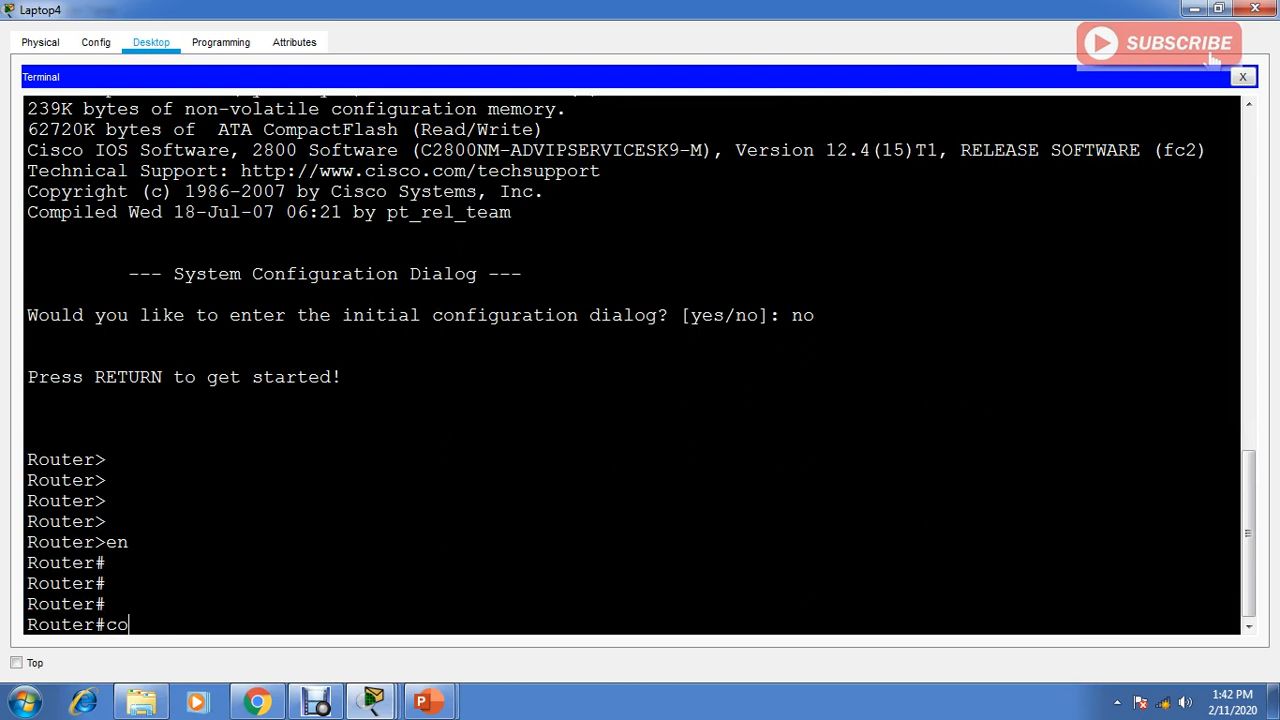 Laptop4
Physical Config Desktop Programming Attributes
SUBSCRIBE
Terminal X
239K bytes of non-volatile configuration memory.
62720K bytes of  ATA CompactFlash (Read/Write)
Cisco IOS Software, 2800 Software (C2800NM-ADVIPSERVICESK9-M), Version 12.4(15)T1, RELEASE SOFTWARE (fc2)
Technical Support: http://www.cisco.com/techsupport
Copyright (c) 1986-2007 by Cisco Systems, Inc.
Compiled Wed 18-Jul-07 06:21 by pt_rel_team
--- System Configuration Dialog ---
Would you like to enter the initial configuration dialog? [yes/no]: no
Press RETURN to get started!
Router>
Router>
Router>
Router>
Router>en
Router#
Router#
Router#
Router#co
Top
1:42 PM
2/11/2020